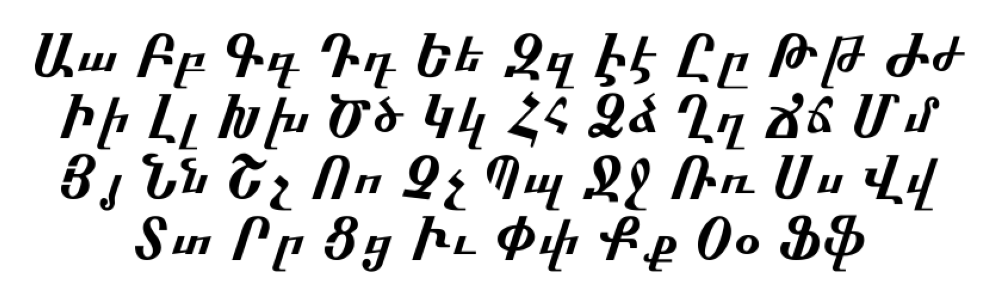 Աա Բբ Գգ Դդ Եե Զզ Էէ Ըը Թթ Ժժ
Իի Լլ Խխ Ծծ Կկ Հհ Ձձ Ղղ Ճճ Մմ
Յյ Նն Շշ Ոո Չչ Պպ Ջջ Ռռ Սս Վվ
Տտ Րր Ցց Իւ Փփ Քք Օօ Ֆֆ